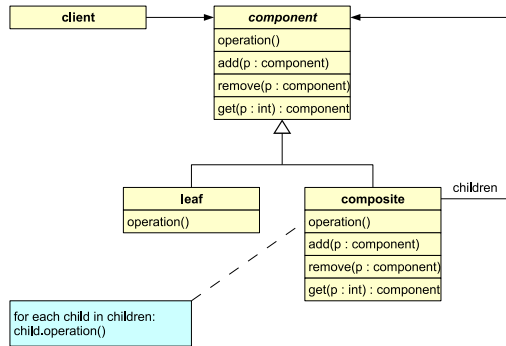 client
component
operation()
add(p : component)
remove(p : component)
get(p : int) : component
leaf
operation()
composite
operation()
add(p : component)
remove(p : component)
get(p : int) : component
children
for each child in children:
child.operation()